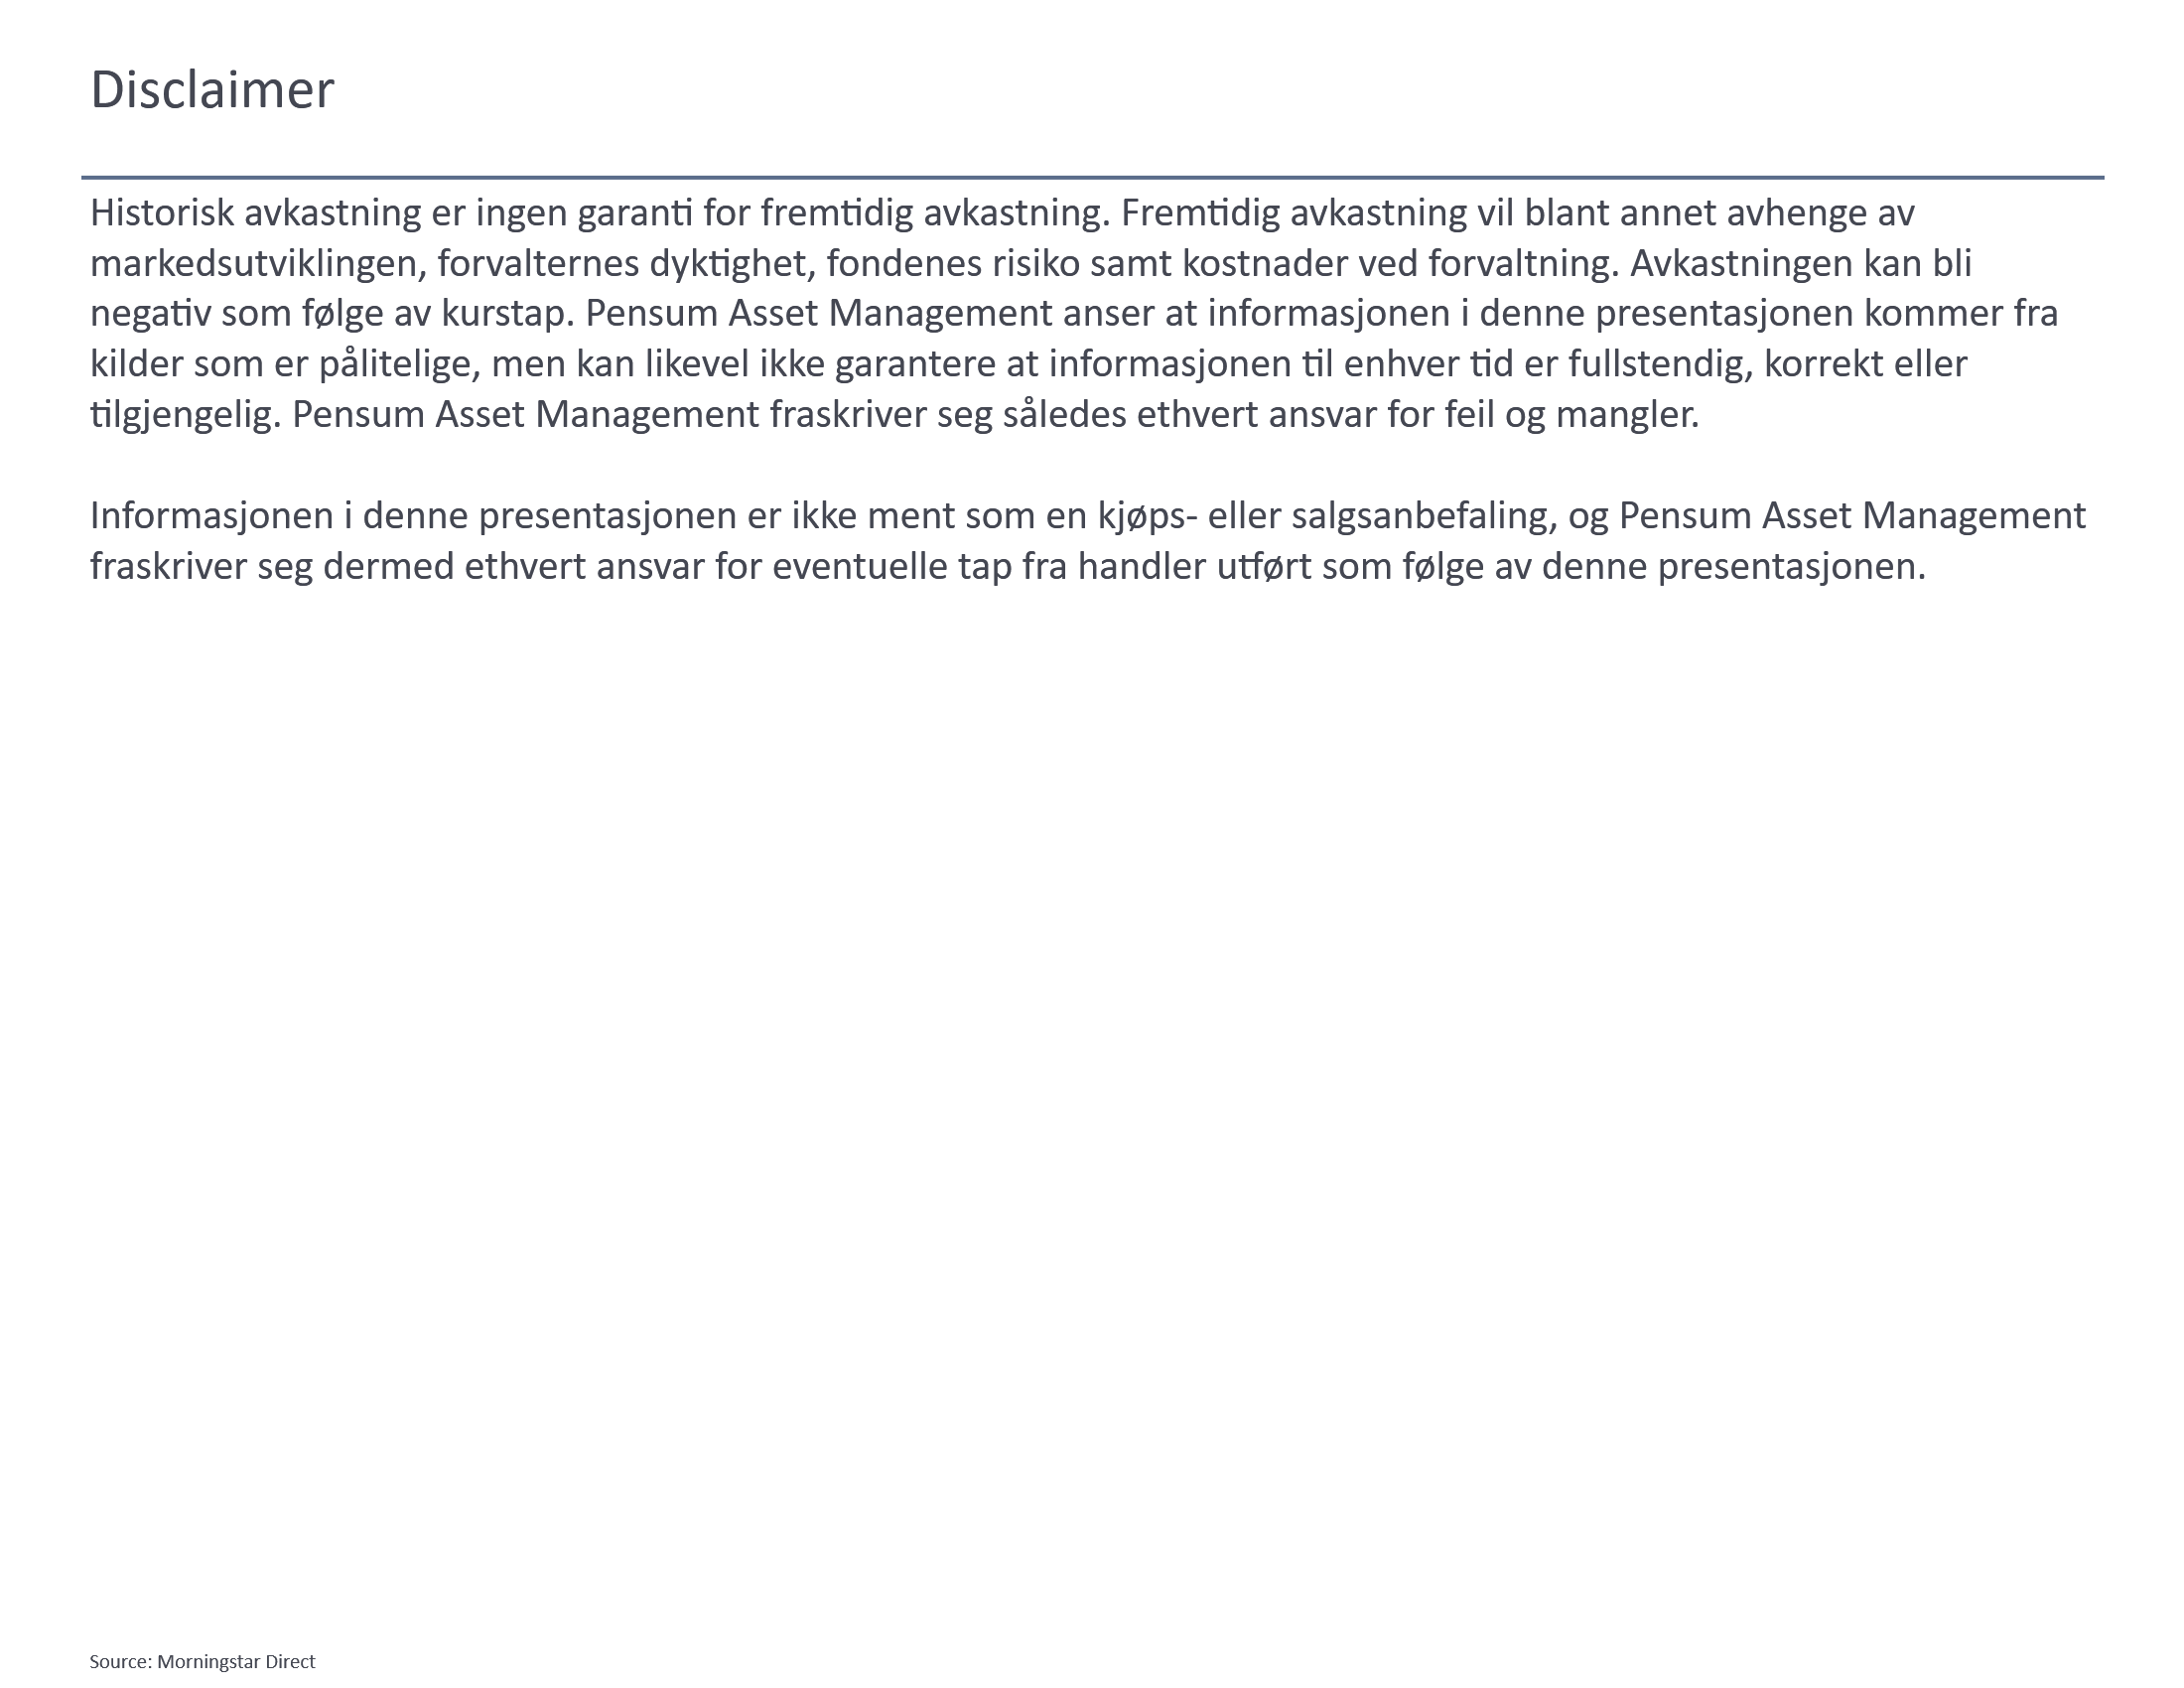 Disclaimer
Historisk avkastning er ingen garanti for fremtidig avkastning. Fremtidig avkastning vil blant annet avhenge av
markedsutviklingen, forvalternes dyktighet, fondenes risiko samt kostnader ved forvaltning. Avkastningen kan bli
negativ som følge av kurstap. Pensum Asset Management anser at informasjonen i denne presentasjonen kommer fra
kilder som er pålitelige, men kan likevel ikke garantere at informasjonen til enhver tid er fullstendig, korrekt eller
tilgjengelig. Pensum Asset Management fraskriver seg således ethvert ansvar for feil og mangler.
Informasjonen i denne presentasjonen er ikke ment som en kjøps- eller salgsanbefaling, og Pensum Asset Management
fraskriver seg dermed ethvert ansvar for eventuelle tap fra handler utført som følge av denne presentasjonen.
Source: Morningstar Direct